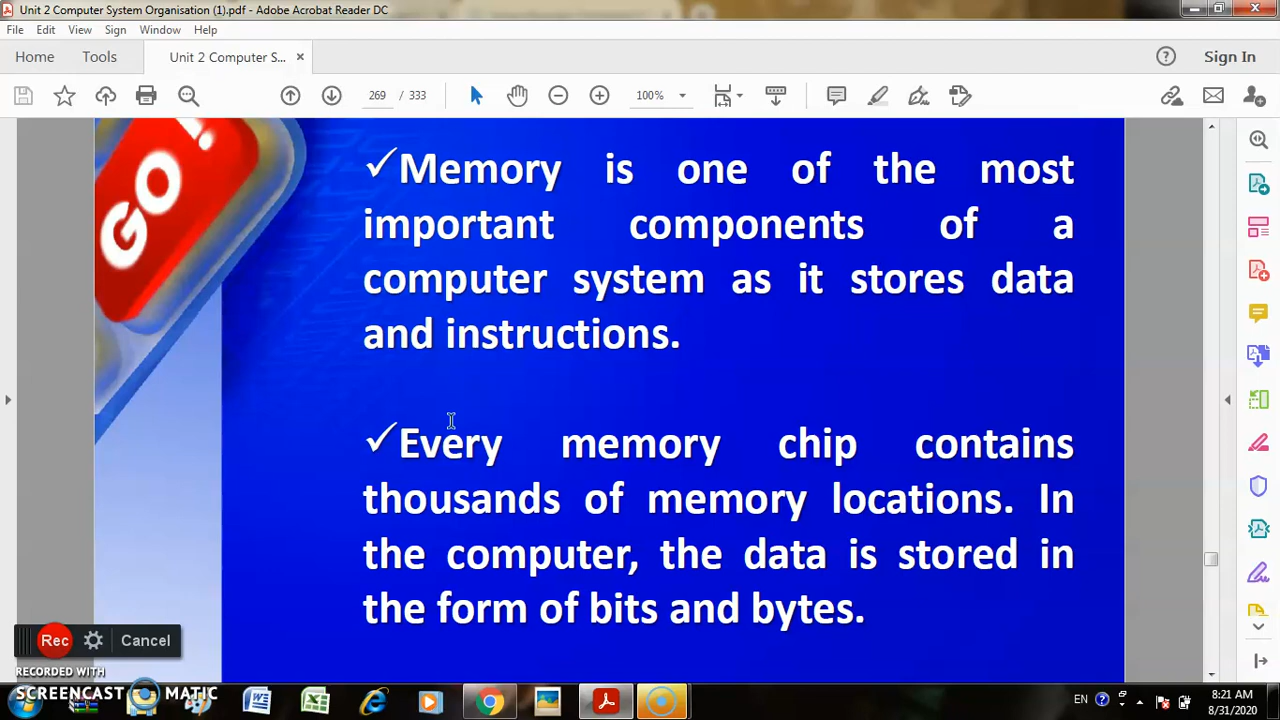 Unit 2 Computer System Organisation (1).pdf - Adobe Acrobat Reader DC
File Edit View Sign Window Help
Home Tools Unit 2 Computer S... × Sign In
269 / 333 100%
GO!
✓Memory is one of the most
important components of a
computer system as it stores data
and instructions.
✓Every memory chip contains
thousands of memory locations. In
the computer, the data is stored in
the form of bits and bytes.
Rec Cancel
RECORDED WITH
SCREENCAST MATIC
EN 8:21 AM
8/31/2020